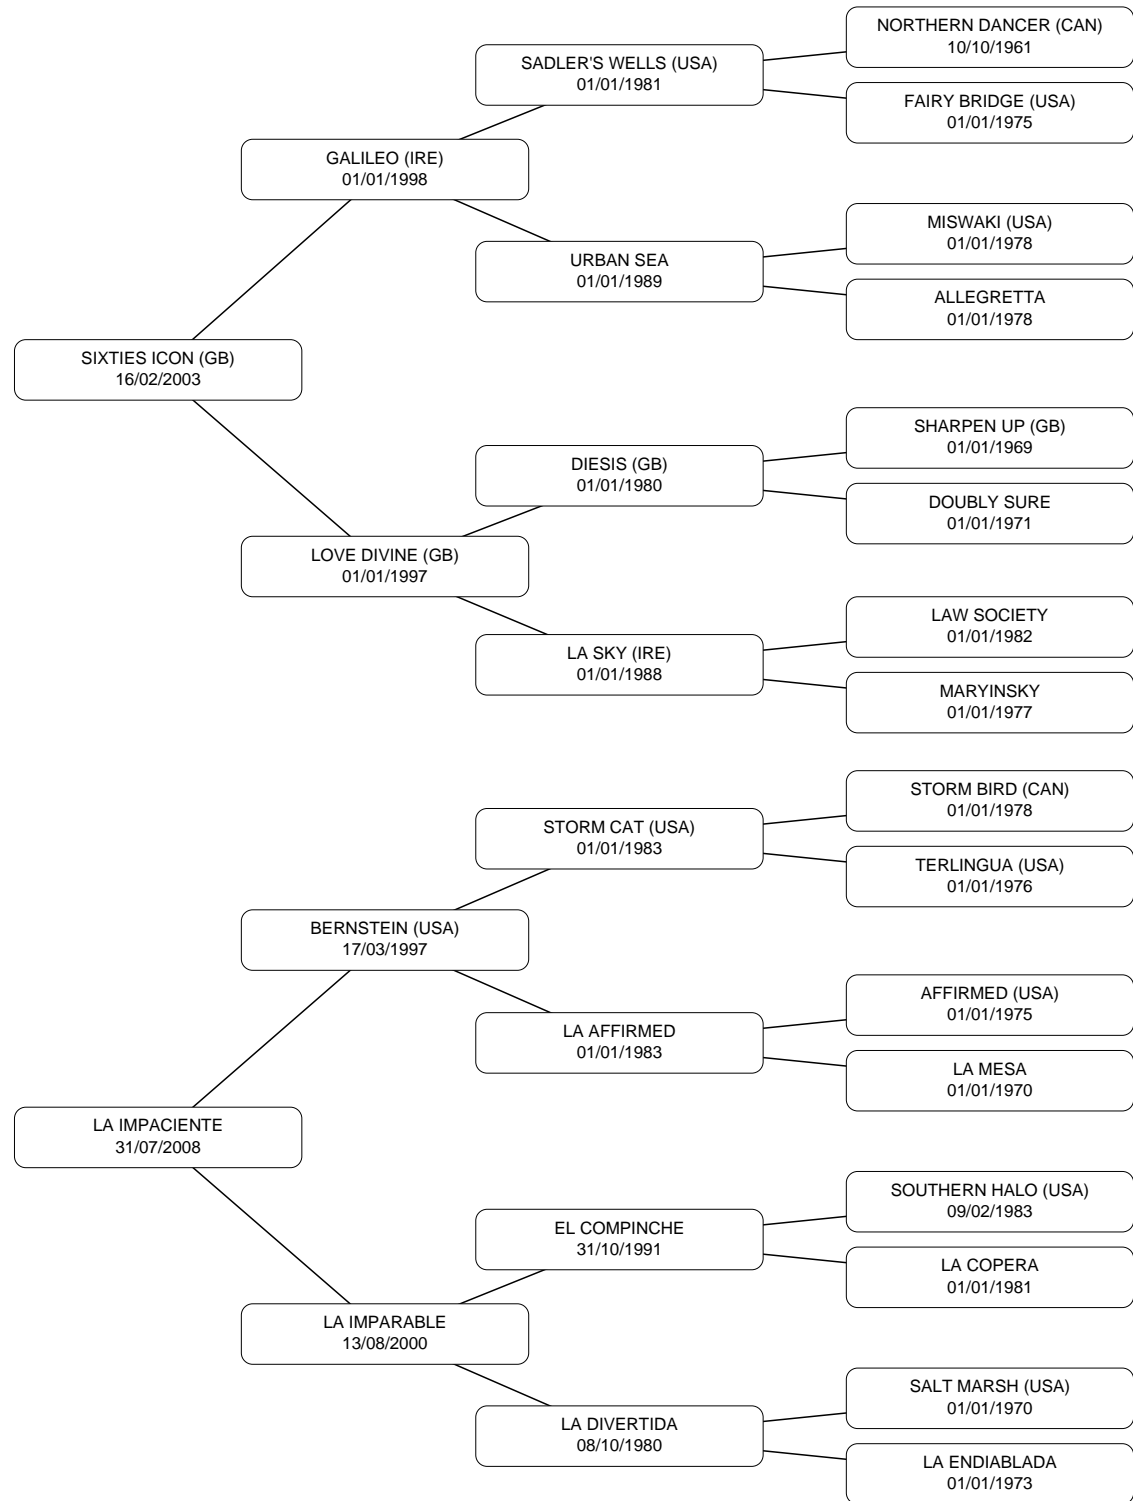 NORTHERN DANCER (CAN)
10/10/1961
SADLER'S WELLS (USA)
01/01/1981
FAIRY BRIDGE (USA)
01/01/1975
GALILEO (IRE)
01/01/1998
MISWAKI (USA)
01/01/1978
URBAN SEA
01/01/1989
ALLEGRETTA
01/01/1978
SIXTIES ICON (GB)
16/02/2003
SHARPEN UP (GB)
01/01/1969
DIESIS (GB)
01/01/1980
DOUBLY SURE
01/01/1971
LOVE DIVINE (GB)
01/01/1997
LAW SOCIETY
01/01/1982
LA SKY (IRE)
01/01/1988
MARYINSKY
01/01/1977
STORM BIRD (CAN)
01/01/1978
STORM CAT (USA)
01/01/1983
TERLINGUA (USA)
01/01/1976
BERNSTEIN (USA)
17/03/1997
AFFIRMED (USA)
01/01/1975
LA AFFIRMED
01/01/1983
LA MESA
01/01/1970
LA IMPACIENTE
31/07/2008
SOUTHERN HALO (USA)
09/02/1983
EL COMPINCHE
31/10/1991
LA COPERA
01/01/1981
LA IMPARABLE
13/08/2000
SALT MARSH (USA)
01/01/1970
LA DIVERTIDA
08/10/1980
LA ENDIABLADA
01/01/1973